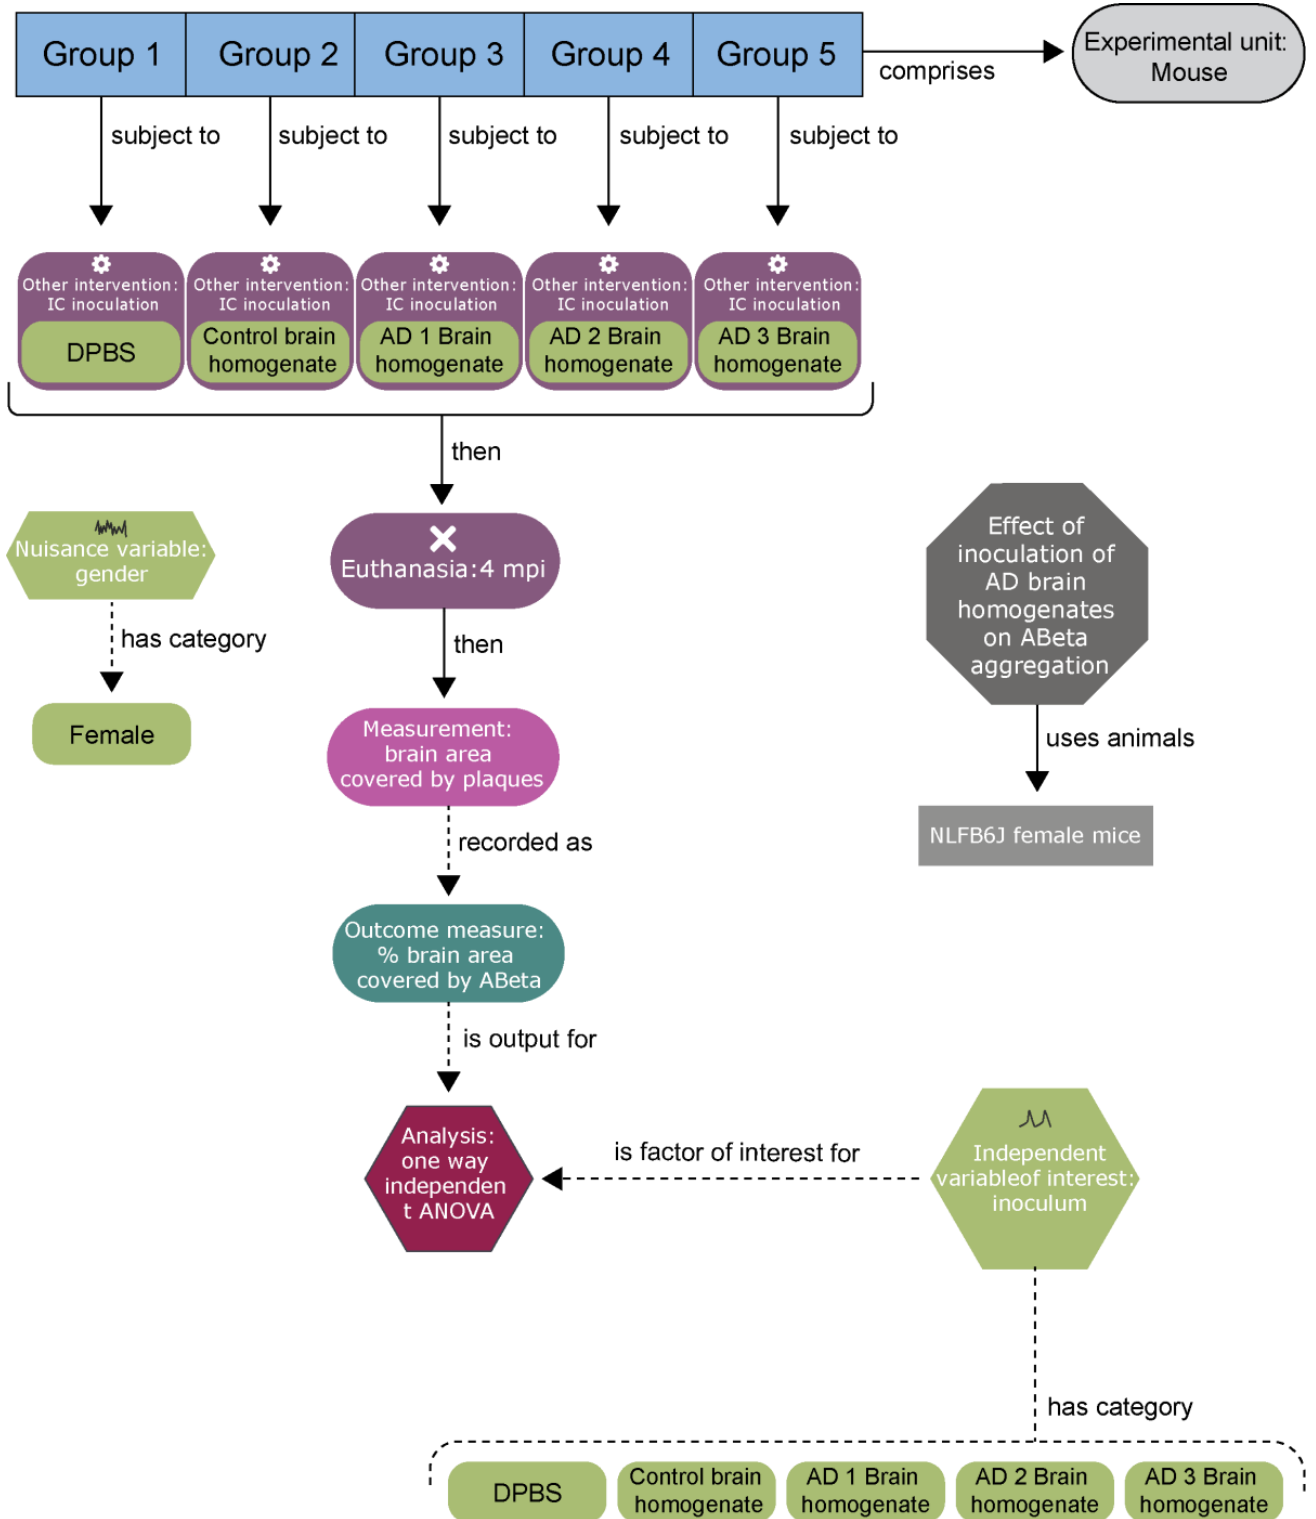 Group 1
Group 2
Group 3
Group 4
Group 5
comprises
Experimental unit:
Mouse
subject to
subject to
subject to
subject to
subject to
Other intervention:
IC inoculation
DPBS
Other intervention:
IC inoculation
Control brain
homogenate
Other intervention:
IC inoculation
AD 1 Brain
homogenate
Other intervention:
IC inoculation
AD 2 Brain
homogenate
Other intervention:
IC inoculation
AD 3 Brain
homogenate
then
Nuisance variable:
gender
has category
Female
Euthanasia:4 mpi
then
Measurement:
brain area
covered by plaques
recorded as
Outcome measure:
% brain area
covered by ABeta
is output for
Analysis:
one way
independen
t ANOVA
Effect of
inoculation of
AD brain
homogenates
on ABeta
aggregation
uses animals
NLFB6J female mice
is factor of interest for
Independent
variableof interest:
inoculum
has category
DPBS
Control brain
homogenate
AD 1 Brain
homogenate
AD 2 Brain
homogenate
AD 3 Brain
homogenate